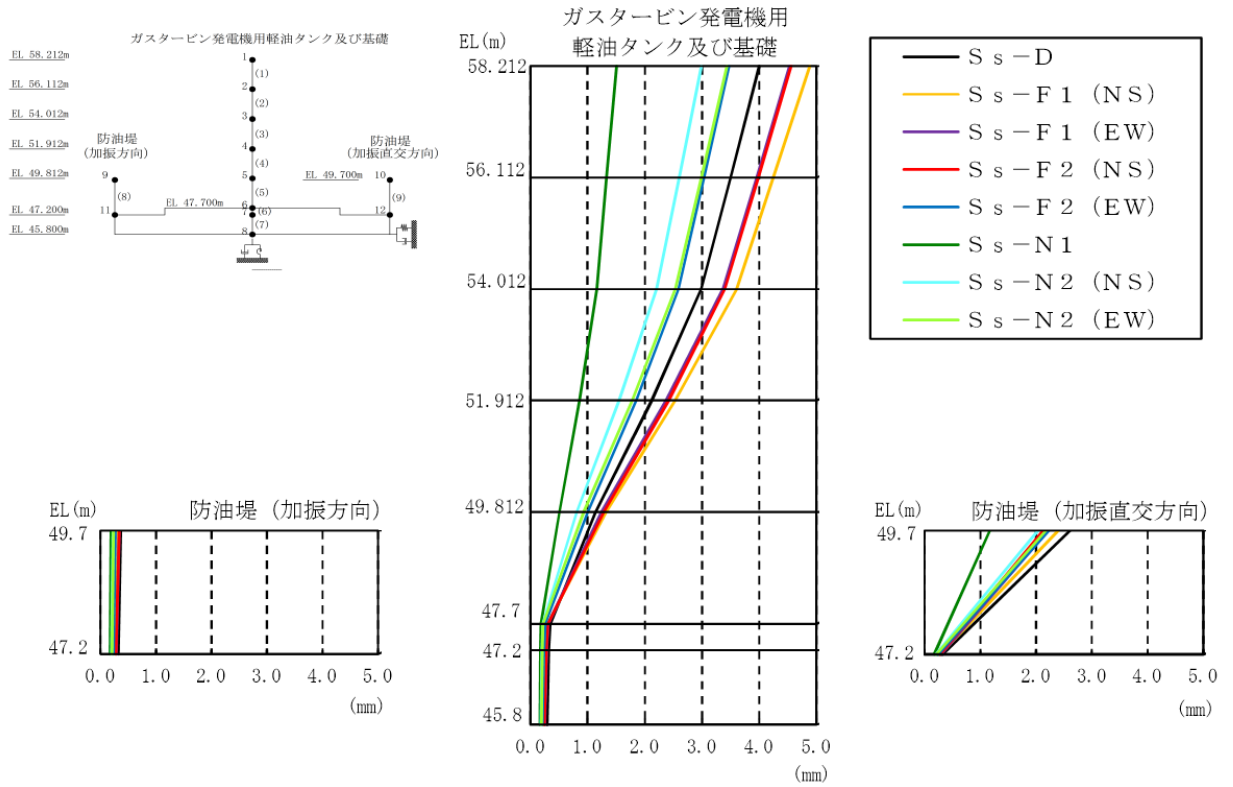 ガスタービン発電機用軽油タンク及び基礎
EL 58.212m
EL 56.112m
EL 54.012m
EL 51.912m
EL 49.812m
EL 47.200m
EL 45.800m
防油堤
(加振方向)
防油堤
(加振直交方向)
EL 49.700m
EL 47.700m
1
(1)
2
(2)
3
(3)
4
(4)
5
(5)
6
(6)
7
(7)
8
9
(8)
11
10
(9)
12
ガスタービン発電機用
軽油タンク及び基礎
EL(m)
58.212
56.112
54.012
51.912
49.812
47.7
47.2
45.8
0.0 1.0 2.0 3.0 4.0 5.0
(mm)
Ss-D
Ss-F1 (NS)
Ss-F1 (EW)
Ss-F2 (NS)
Ss-F2 (EW)
Ss-N1
Ss-N2 (NS)
Ss-N2 (EW)
EL(m) 防油堤 (加振方向)
49.7
47.2
0.0 1.0 2.0 3.0 4.0 5.0
(mm)
EL(m) 防油堤 (加振直交方向)
49.7
47.2
0.0 1.0 2.0 3.0 4.0 5.0
(mm)